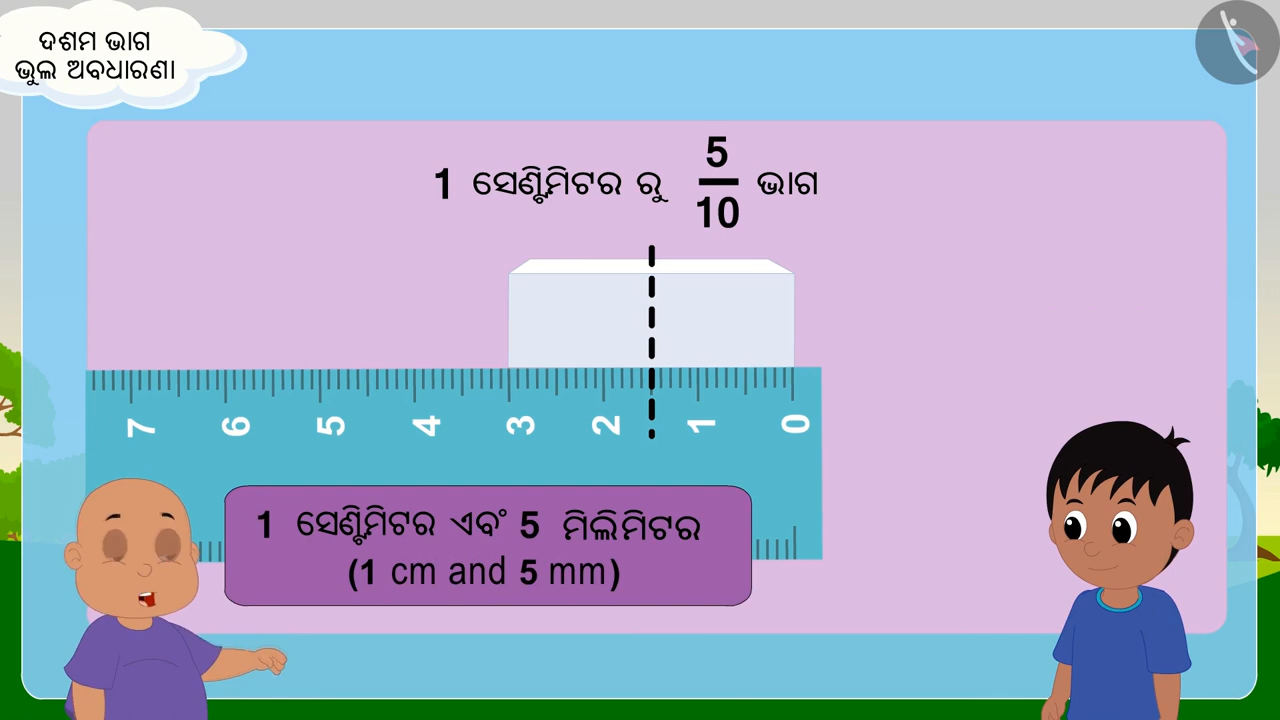 ଦଶମ ଭାଗ
ଭୁଲ ଅବଧାରଣା
1 ସେଣ୍ଟିମିଟର ରୁ 5/10 ଭାଗ
7 6 5 4 3 2 1 0
1 ସେଣ୍ଟିମିଟର ଏବଂ 5 ମିଲିମିଟର
(1 cm and 5 mm)